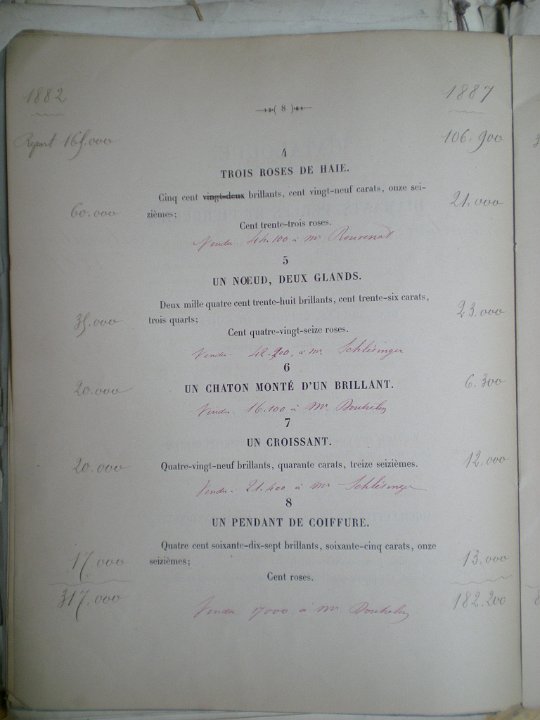 1882
( 8 )
1887
Report 165.000
106.900
4
TROIS ROSES DE HAIE.
Cinq cent vingt-deux brillants, cent vingt-neuf carats, onze sei-
zièmes;
60.000
21.000
Cent trente-trois roses.
Vendu 44.100 à Mr Rouvenat
5
UN NŒUD, DEUX GLANDS.
Deux mille quatre cent trente-huit brillants, cent trente-six carats,
trois quarts;
35.000
23.000
Cent quatre-vingt-seize roses.
Vendu 42.200 à Mr Schlesinger
6
UN CHATON MONTÉ D'UN BRILLANT.
20.000
6.300
Vendu 16.100 à Mr
7
UN CROISSANT.
Quatre-vingt-neuf brillants, quarante carats, treize seizièmes.
20.000
12.000
Vendu 21.400 à Mr Schlesinger
8
UN PENDANT DE COIFFURE.
Quatre cent soixante-dix-sept brillants, soixante-cinq carats, onze
seizièmes;
17.000
13.000
Cent roses.
317.000
182.200
Vendu à Mr